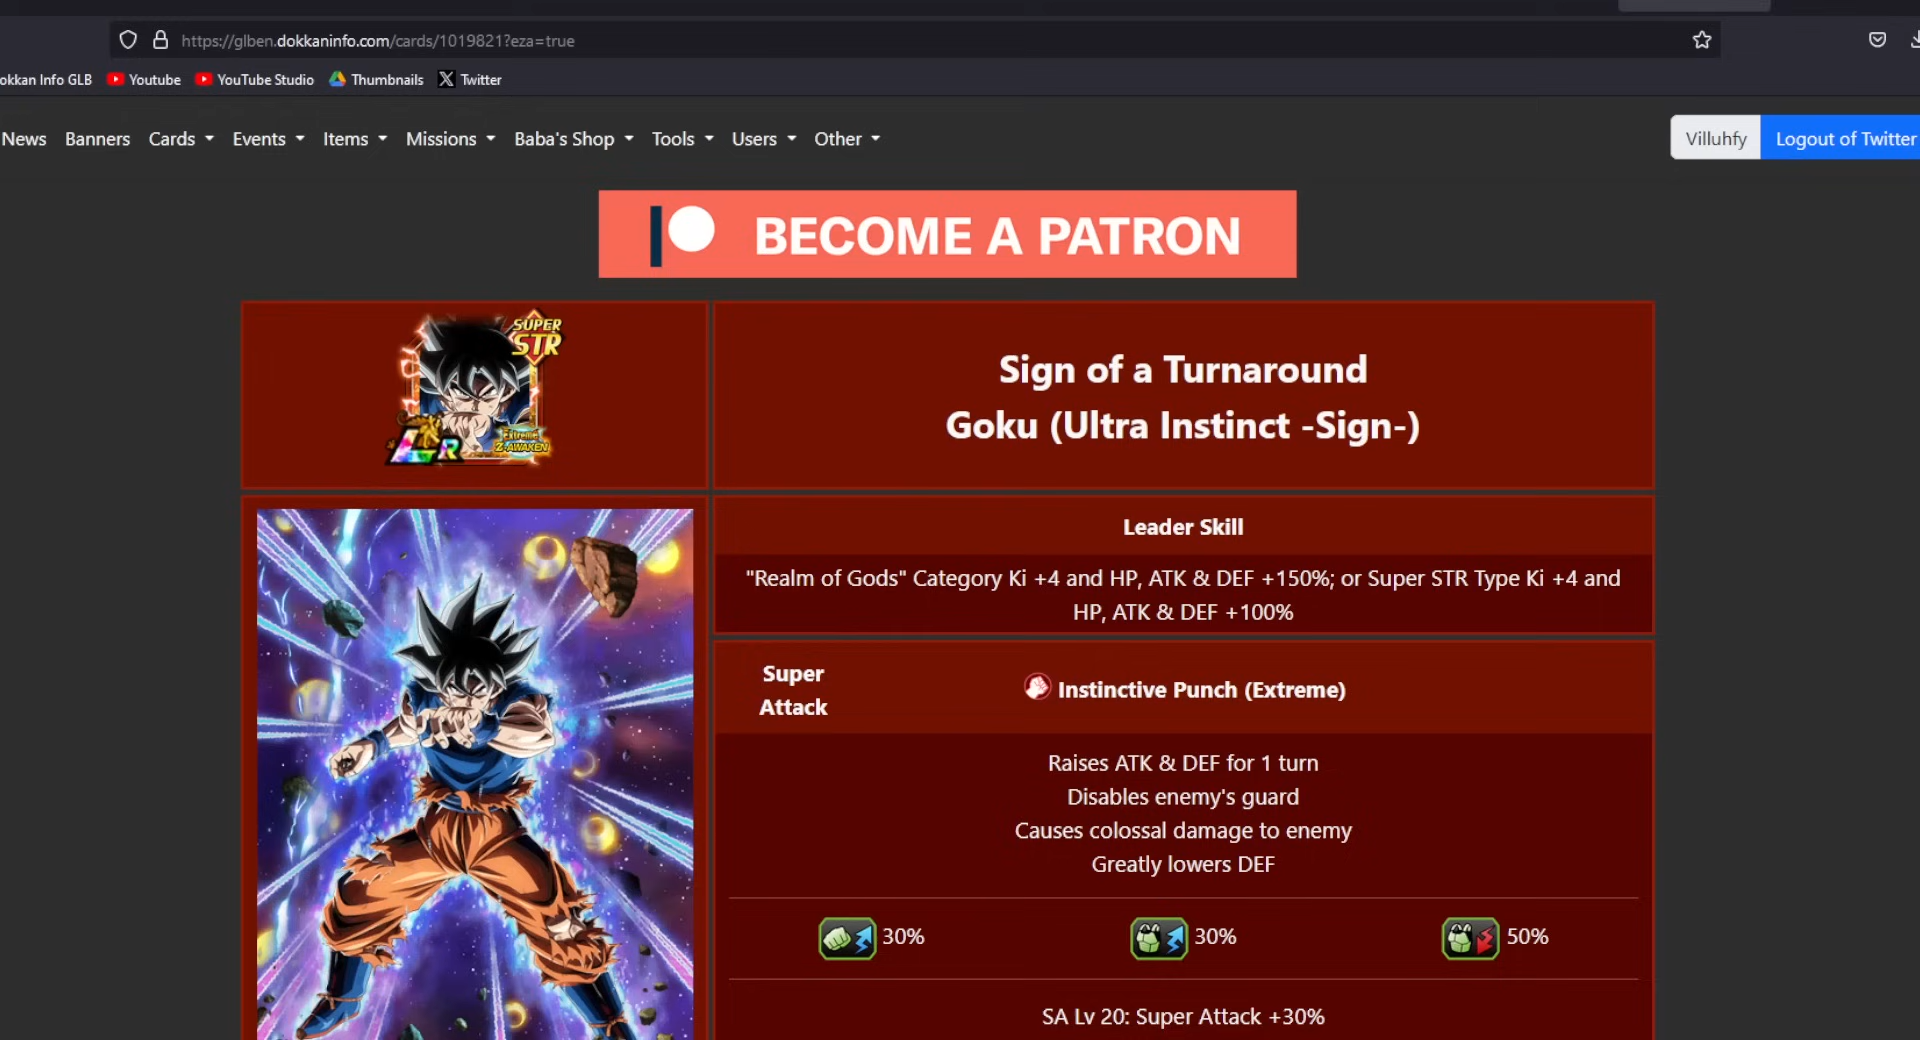 https://glben.dokkaninfo.com/cards/1019821?eza=true
okkan Info GLB Youtube YouTube Studio Thumbnails Twitter
News Banners Cards Events Items Missions Baba's Shop Tools Users Other Villuhfy Logout of Twitter
BECOME A PATRON
SUPER
STR
LR
Extreme
Z-AWAKEN
Sign of a Turnaround
Goku (Ultra Instinct -Sign-)
Leader Skill
"Realm of Gods" Category Ki +4 and HP, ATK & DEF +150%; or Super STR Type Ki +4 and
HP, ATK & DEF +100%
Super
Attack
Instinctive Punch (Extreme)
Raises ATK & DEF for 1 turn
Disables enemy's guard
Causes colossal damage to enemy
Greatly lowers DEF
30% 30% 50%
SA Lv 20: Super Attack +30%